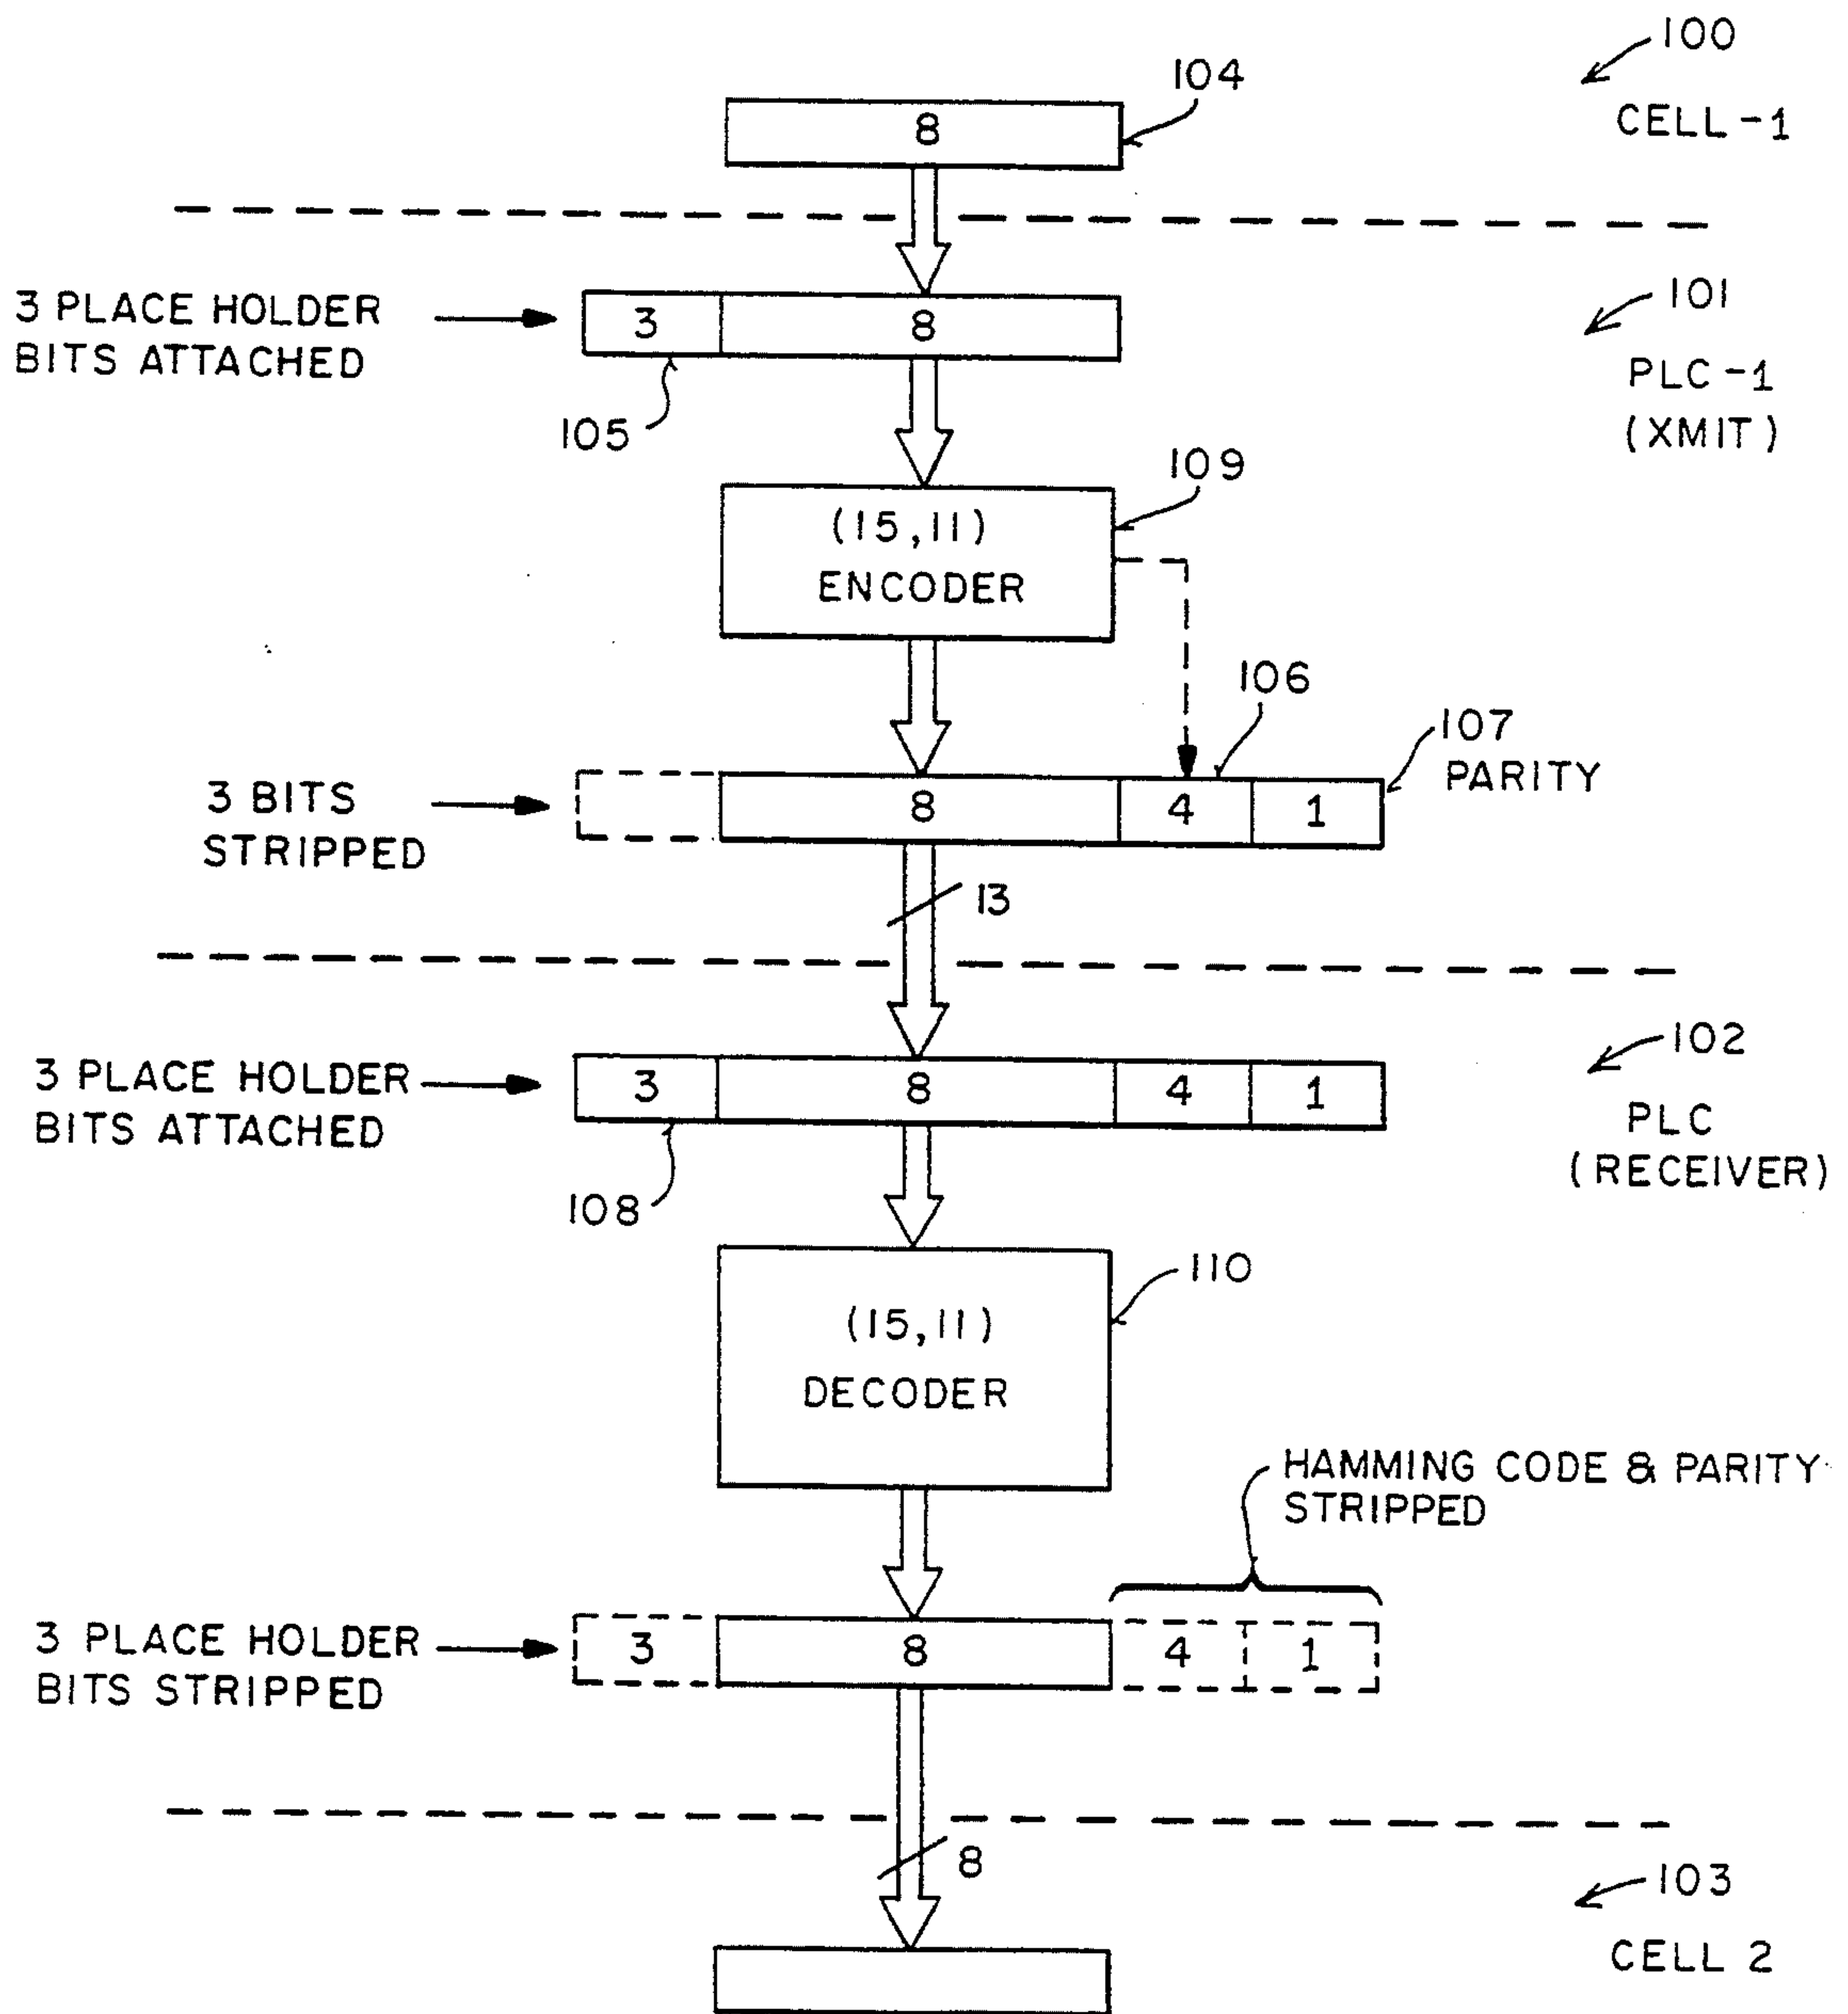 100
CELL-1
104
8
3 PLACE HOLDER
BITS ATTACHED
3
8
101
PLC-1
(XMIT)
105
109
(15,11)
ENCODER
106
107
PARITY
3 BITS
STRIPPED
8
4
1
13
3 PLACE HOLDER
BITS ATTACHED
3
8
4
1
102
PLC
(RECEIVER)
108
110
(15,11)
DECODER
HAMMING CODE & PARITY
STRIPPED
3 PLACE HOLDER
BITS STRIPPED
3
8
4
1
8
103
CELL 2